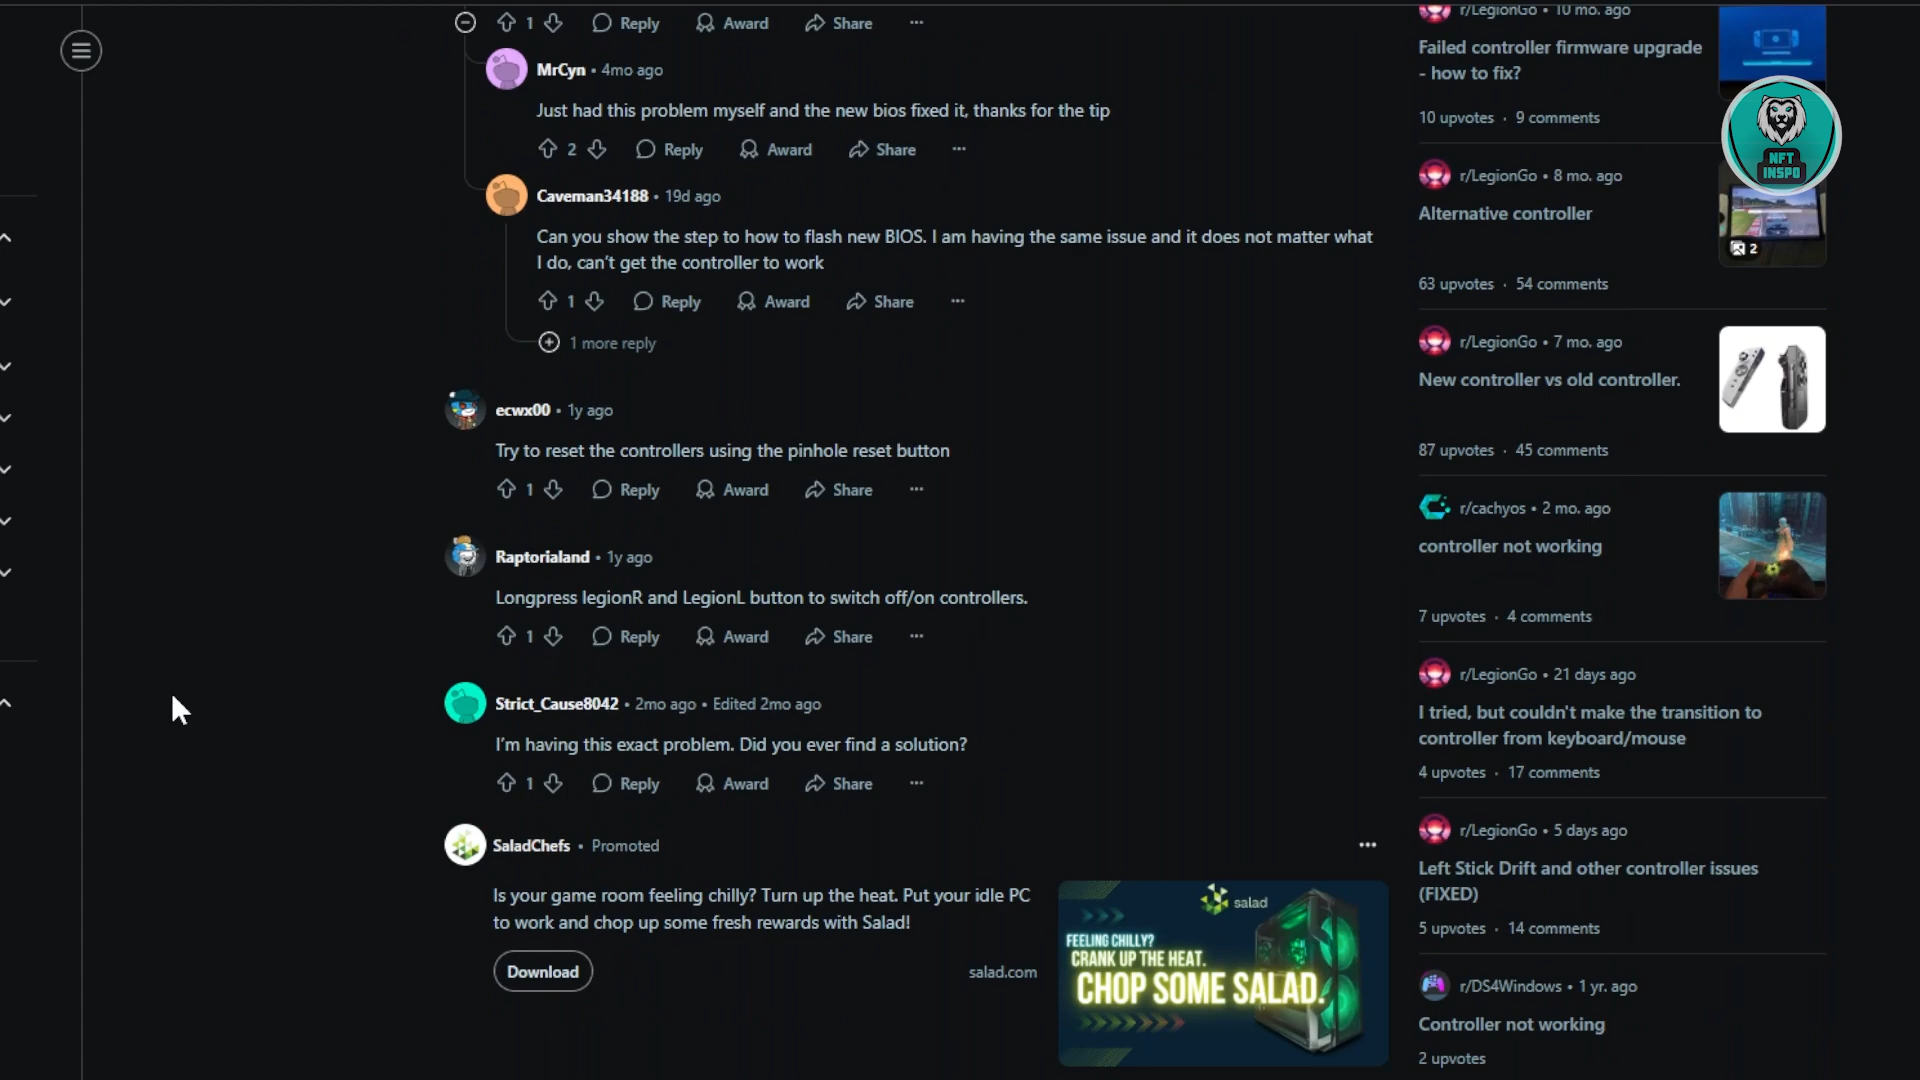 1 Reply Award Share
MrCyn • 4mo ago
Just had this problem myself and the new bios fixed it, thanks for the tip
2 Reply Award Share
Caveman34188 • 19d ago
Can you show the step to how to flash new BIOS. I am having the same issue and it does not matter what
I do, can't get the controller to work
1 Reply Award Share
1 more reply
ecwx00 • 1y ago
Try to reset the controllers using the pinhole reset button
1 Reply Award Share
Raptorialand • 1y ago
Longpress legionR and LegionL button to switch off/on controllers.
1 Reply Award Share
Strict_Cause8042 • 2mo ago • Edited 2mo ago
I'm having this exact problem. Did you ever find a solution?
1 Reply Award Share
SaladChefs • Promoted
Is your game room feeling chilly? Turn up the heat. Put your idle PC
to work and chop up some fresh rewards with Salad!
Download
salad.com
salad
FEELING CHILLY?
CRANK UP THE HEAT.
CHOP SOME SALAD.
r/LegionGo • 10 mo. ago
Failed controller firmware upgrade
- how to fix?
10 upvotes · 9 comments
NFT
INSPO
r/LegionGo • 8 mo. ago
Alternative controller
2
63 upvotes · 54 comments
r/LegionGo • 7 mo. ago
New controller vs old controller.
87 upvotes · 45 comments
r/cachyos • 2 mo. ago
controller not working
7 upvotes · 4 comments
r/LegionGo • 21 days ago
I tried, but couldn't make the transition to
controller from keyboard/mouse
4 upvotes · 17 comments
r/LegionGo • 5 days ago
Left Stick Drift and other controller issues
(FIXED)
5 upvotes · 14 comments
r/DS4Windows • 1 yr. ago
Controller not working
2 upvotes